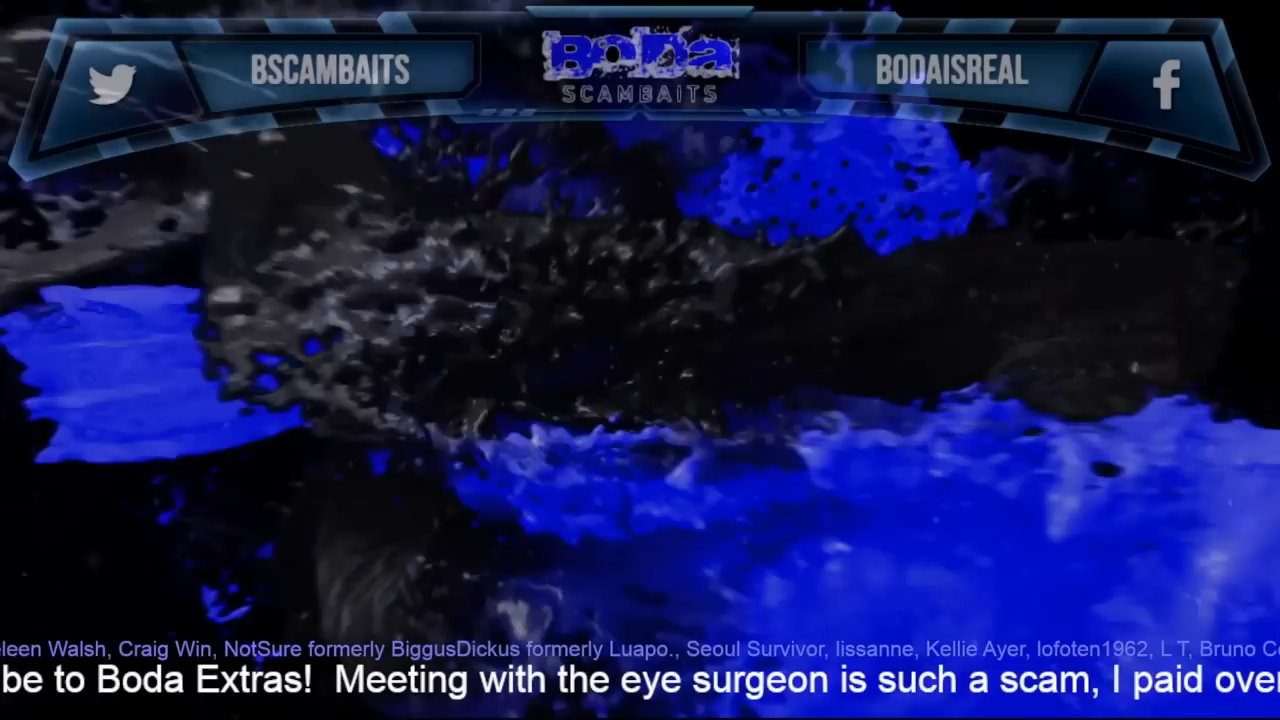 BSCAMBAITS
BODa
SCAMBAiTS
BODAISREAL
leen Walsh, Craig Win, NotSure formerly BiggusDickus formerly Luapo., Seoul Survivor, lissanne, Kellie Ayer, lofoten1962, L T, Bruno C
be to Boda Extras!  Meeting with the eye surgeon is such a scam, I paid over